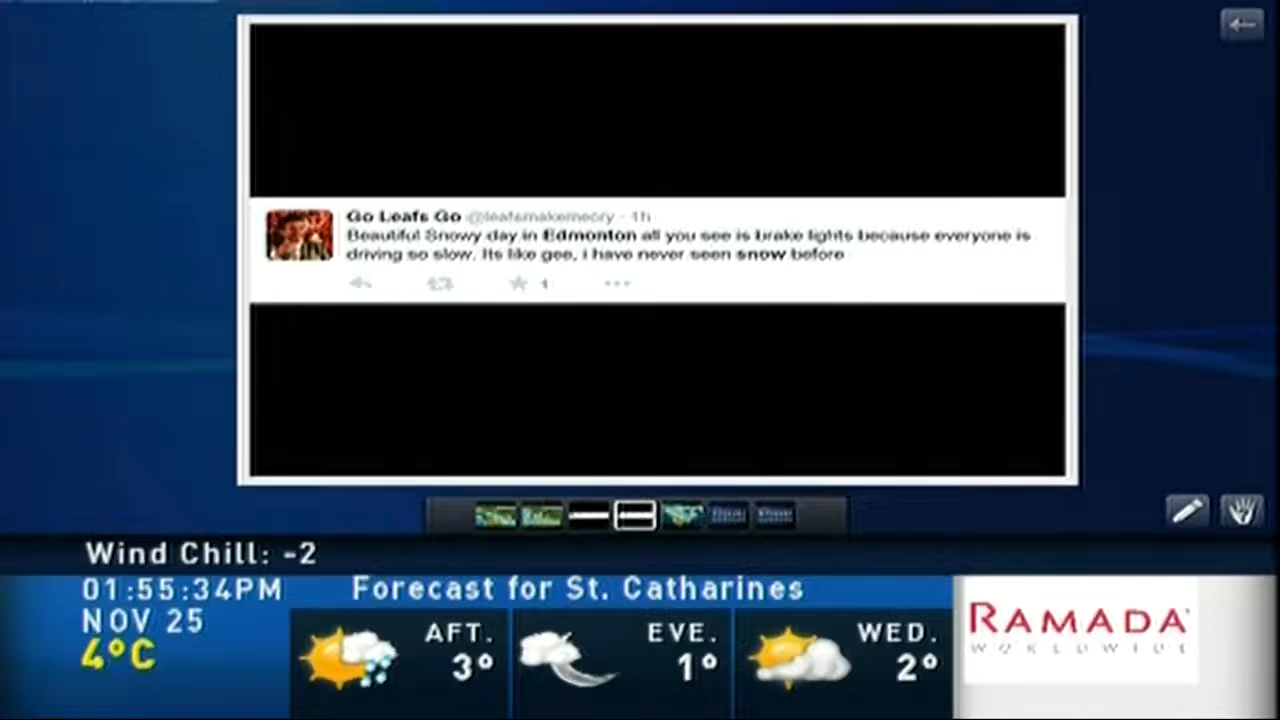 Go Leafs Go @leafsmakemecry · 1h
Beautiful Snowy day in Edmonton all you see is brake lights because everyone is
driving so slow. Its like gee, i have never seen snow before
1
Wind Chill: -2
01:55:34PM
NOV 25
4°C
Forecast for St. Catharines
AFT.
3°
EVE.
1°
WED.
2°
RAMADA
WORLDWIDE